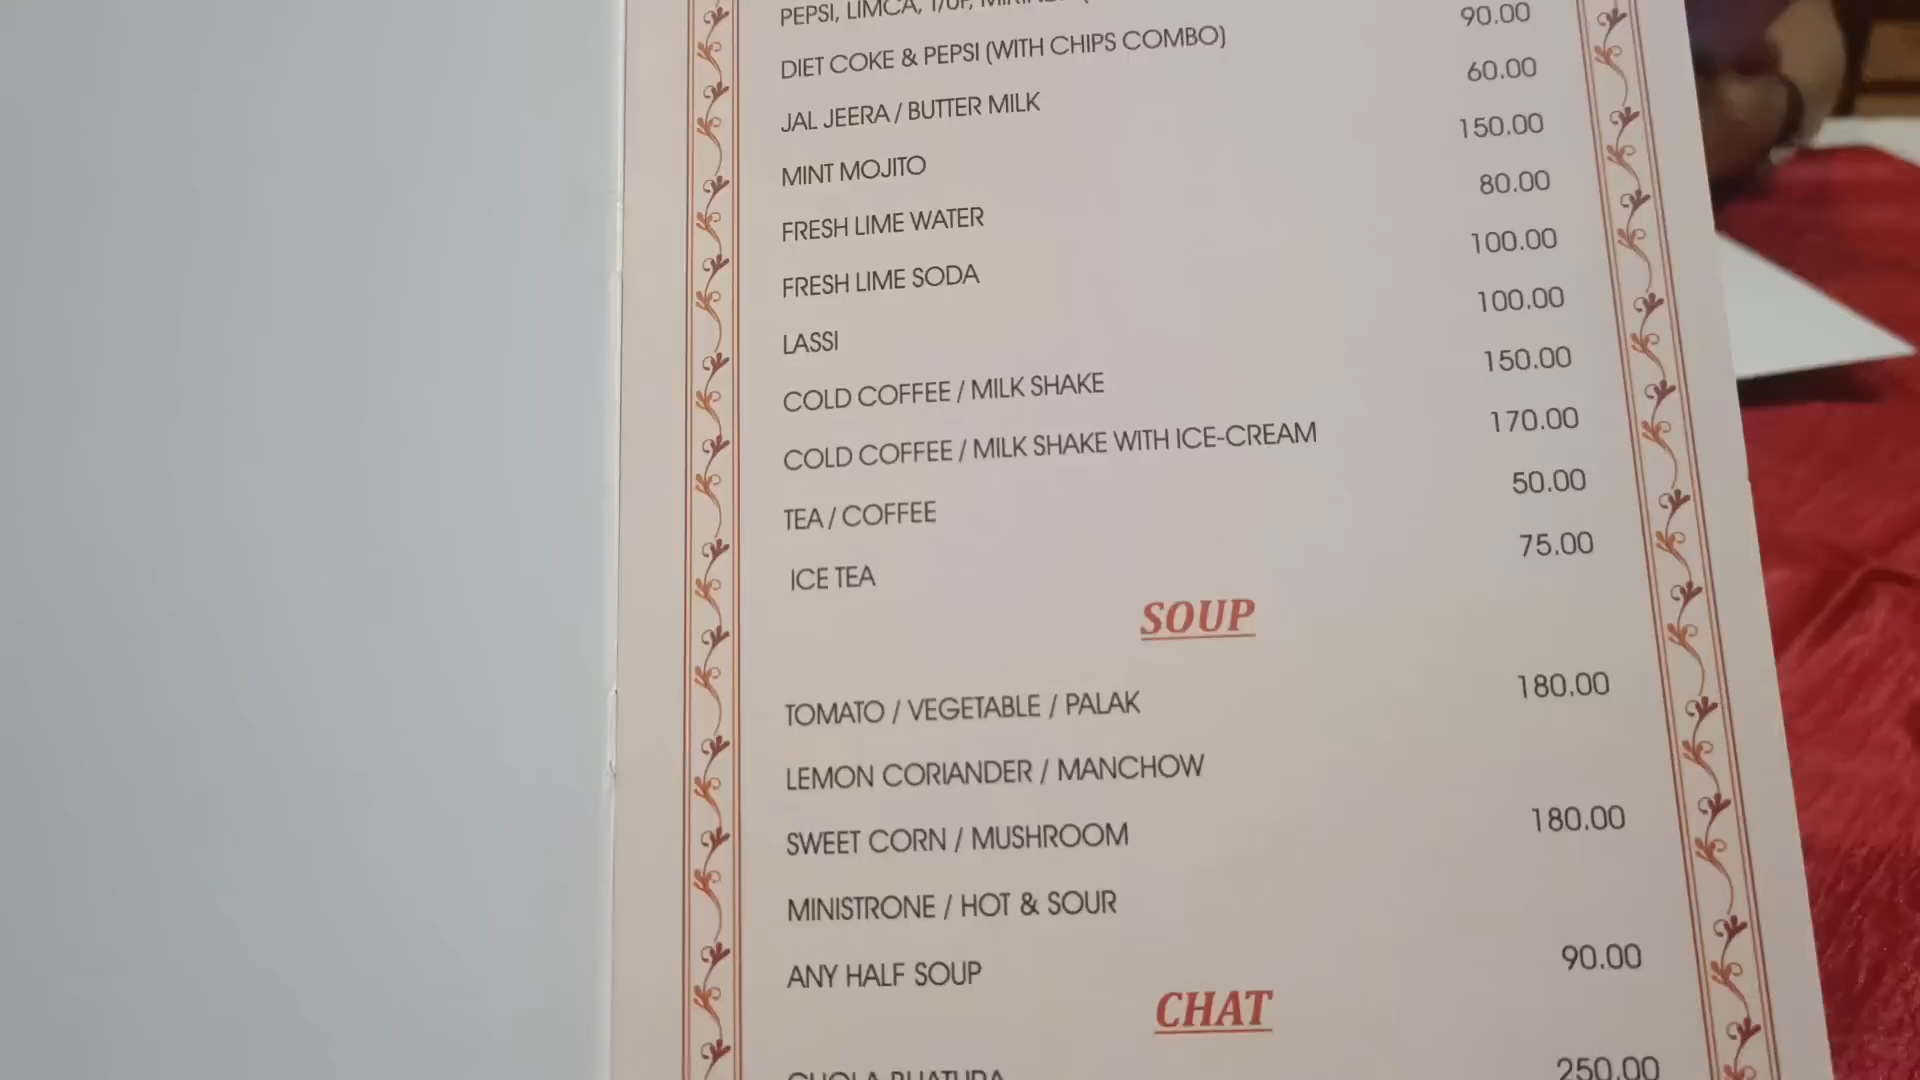 PEPSI, LIMCA,
DIET COKE & PEPSI (WITH CHIPS COMBO) 90.00
JAL JEERA / BUTTER MILK 60.00
MINT MOJITO 150.00
FRESH LIME WATER 80.00
FRESH LIME SODA 100.00
LASSI 100.00
COLD COFFEE / MILK SHAKE 150.00
COLD COFFEE / MILK SHAKE WITH ICE-CREAM 170.00
TEA / COFFEE 50.00
ICE TEA 75.00
SOUP
TOMATO / VEGETABLE / PALAK 180.00
LEMON CORIANDER / MANCHOW
SWEET CORN / MUSHROOM 180.00
MINISTRONE / HOT & SOUR
ANY HALF SOUP 90.00
CHAT
250.00